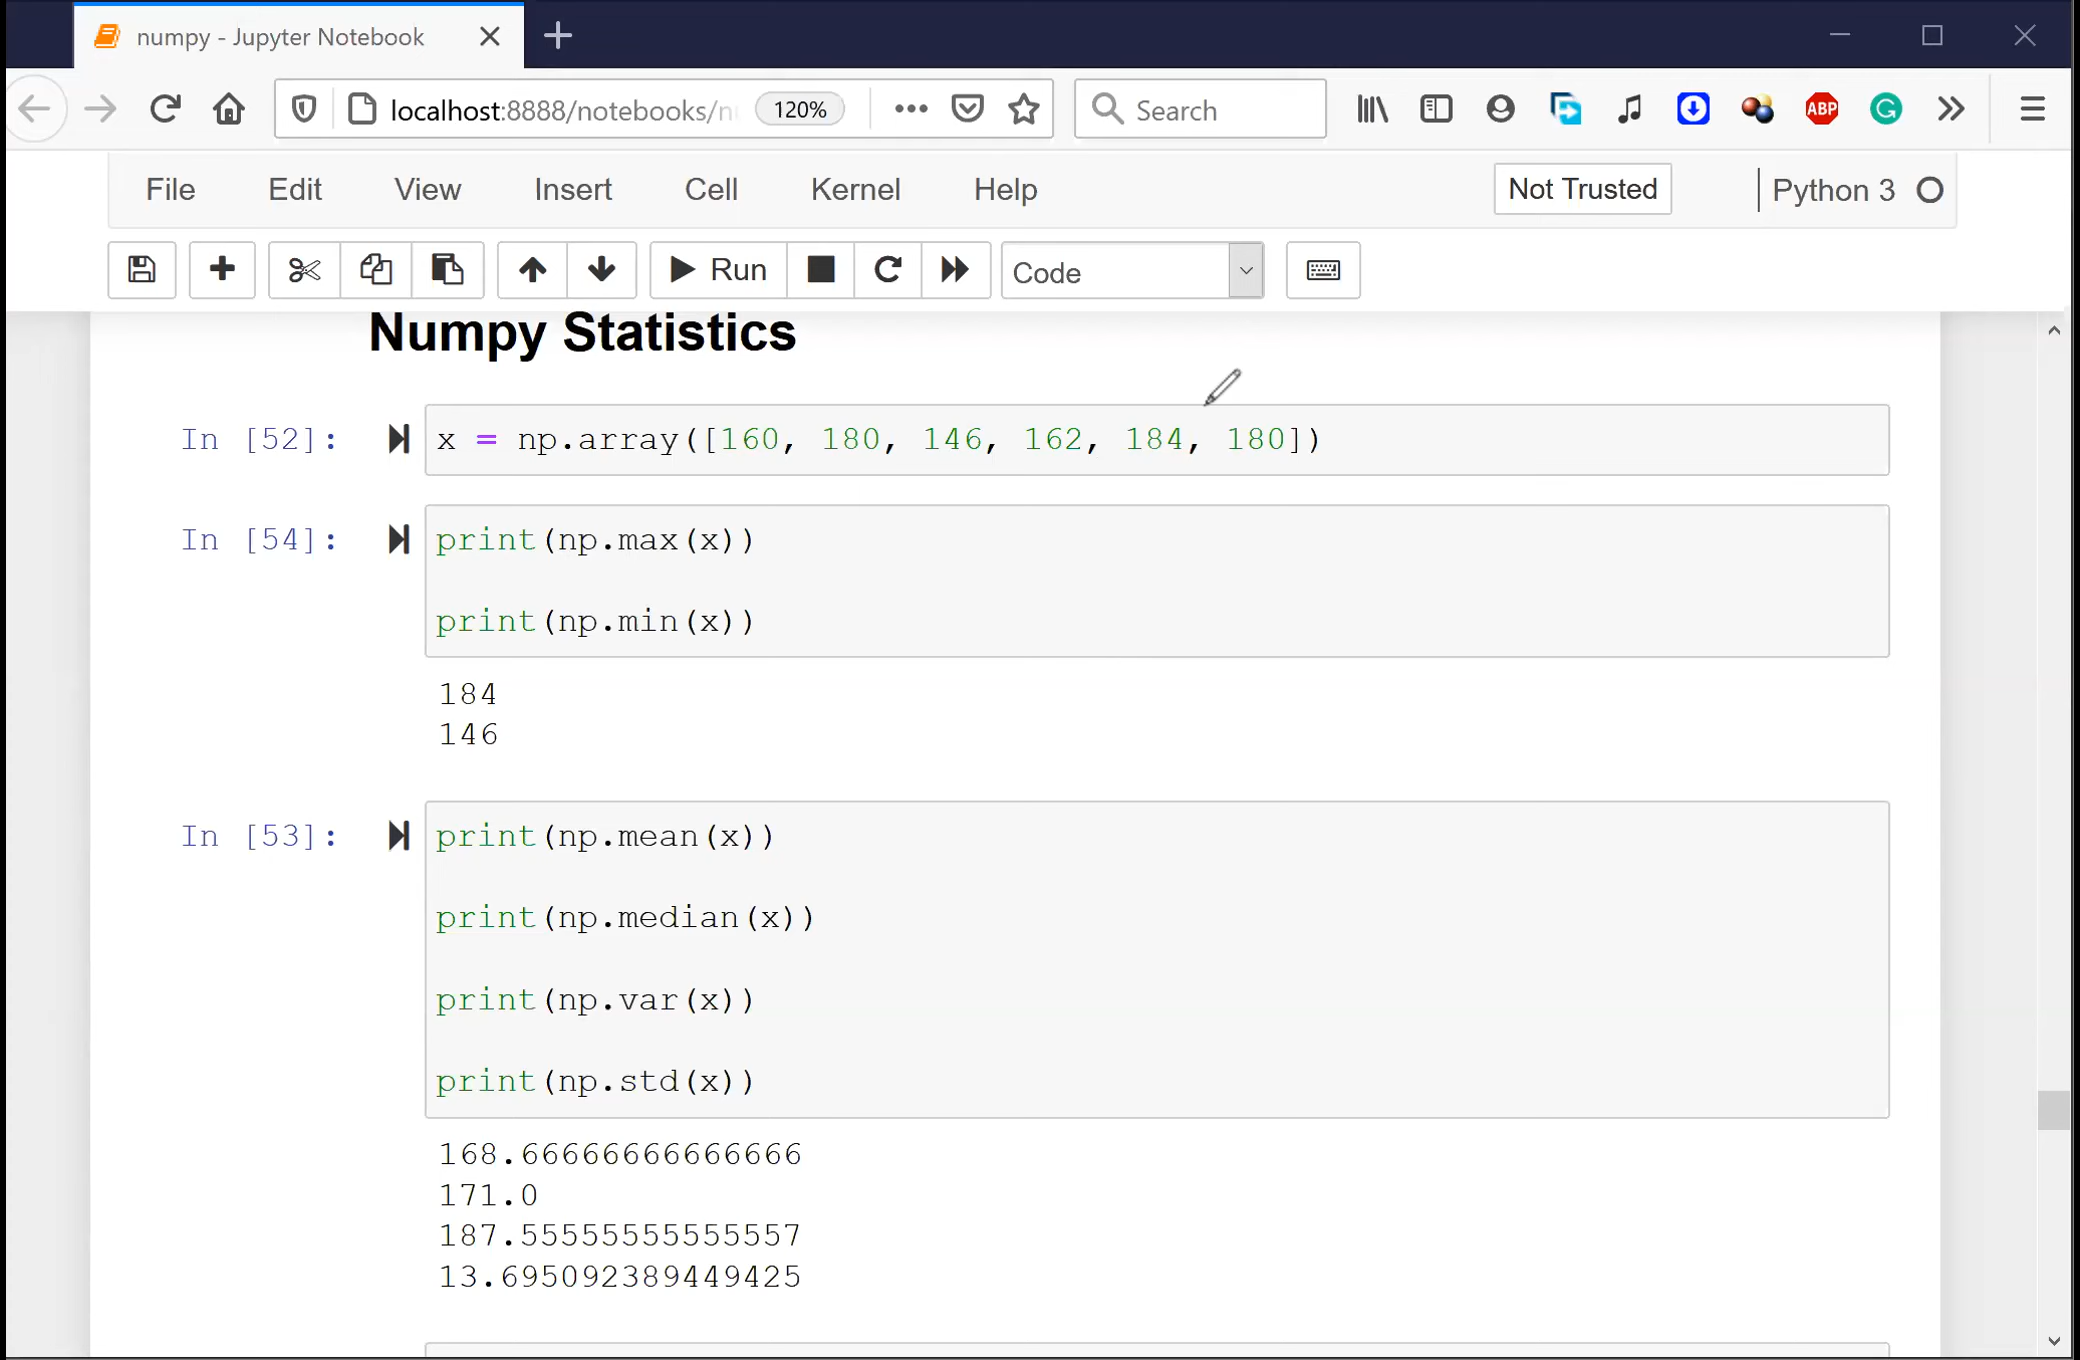 numpy - Jupyter Notebook
localhost:8888/notebooks/n
120%
Search
ABP
File Edit View Insert Cell Kernel Help
Not Trusted
Python 3
Run
Code
Numpy Statistics
In [52]:
x = np.array([160, 180, 146, 162, 184, 180])
In [54]:
print(np.max(x))
print(np.min(x))
184
146
In [53]:
print(np.mean(x))
print(np.median(x))
print(np.var(x))
print(np.std(x))
168.66666666666666
171.0
187.55555555555557
13.695092389449425